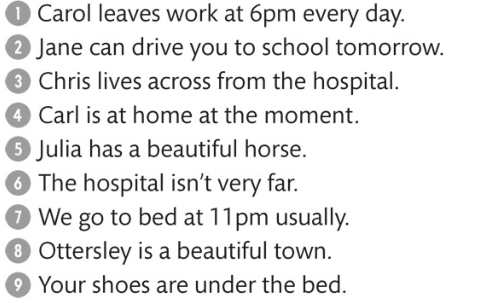 1 Carol leaves work at 6pm every day.
2 Jane can drive you to school tomorrow.
3 Chris lives across from the hospital.
4 Carl is at home at the moment.
5 Julia has a beautiful horse.
6 The hospital isn’t very far.
7 We go to bed at 11pm usually.
8 Ottersley is a beautiful town.
9 Your shoes are under the bed.